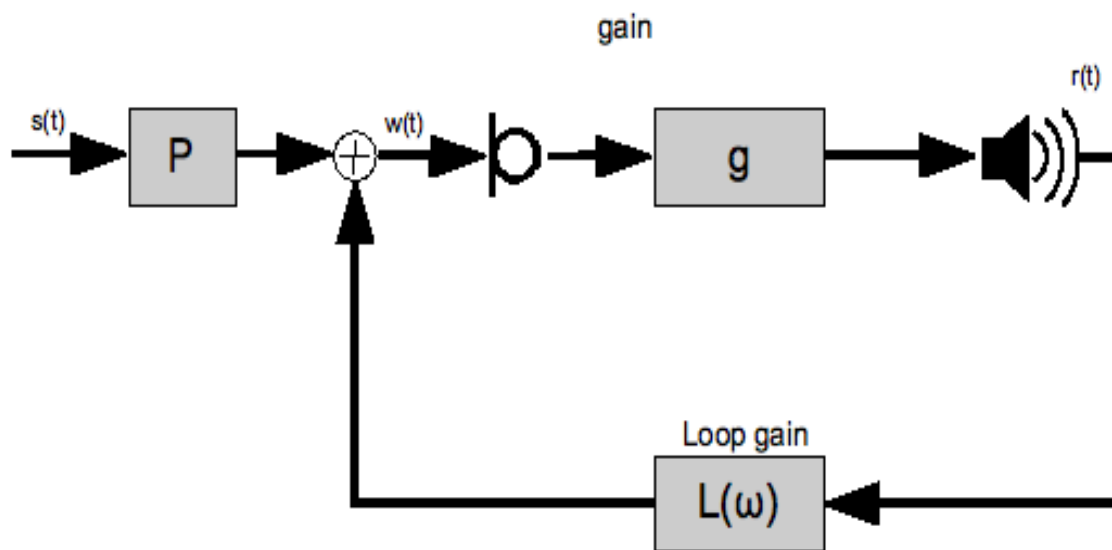 gain
s(t)
P
w(t)
g
r(t)
Loop gain
L(ω)